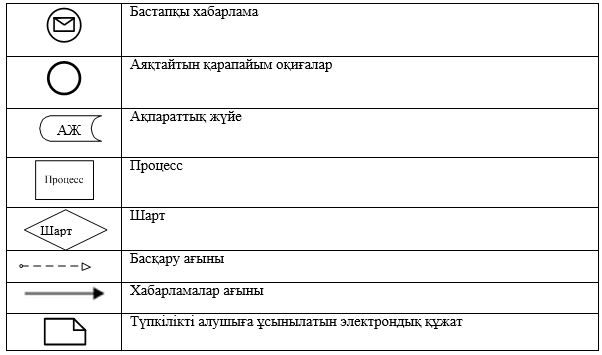 Бастапқы хабарлама
Аяқтайтын қарапайым оқиғалар
АЖ
Ақпараттық жүйе
Процесс
Процесс
Шарт
Шарт
Басқару ағыны
Хабарламалар ағыны
Түпкілікті алушыға ұсынылатын электрондық құжат